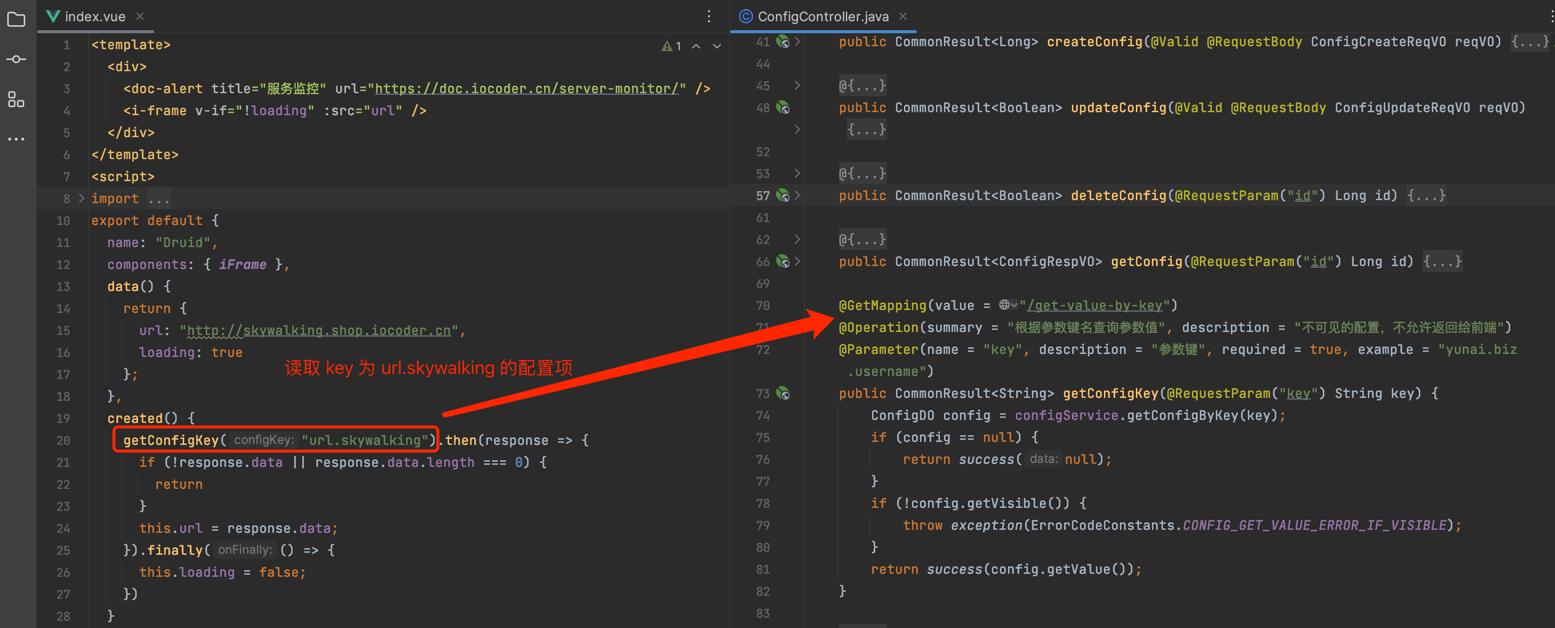 index.vue
1 <template>
2 <div>
3 <doc-alert title="服务监控" url="https://doc.iocoder.cn/server-monitor/" />
4 <i-frame v-if="!loading" :src="url" />
5 </div>
6 </template>
7 <script>
8 import ...
10 export default {
11 name: "Druid",
12 components: { iFrame },
13 data() {
14 return {
15 url: "http://skywalking.shop.iocoder.cn",
16 loading: true
17 };
18 },
19 created() {
20 getConfigKey( configKey: "url.skywalking").then(response => {
21 if (!response.data || response.data.length === 0) {
22 return
23 }
24 this.url = response.data;
25 }).finally( onFinally: () => {
26 this.loading = false;
27 })
28 }
1
读取 key 为 url.skywalking 的配置项
ConfigController.java
41 public CommonResult<Long> createConfig(@Valid @RequestBody ConfigCreateReqVO reqVO) {...}
44
45 @{...}
48 public CommonResult<Boolean> updateConfig(@Valid @RequestBody ConfigUpdateReqVO reqVO)
{...}
52
53 @{...}
57 public CommonResult<Boolean> deleteConfig(@RequestParam("id") Long id) {...}
61
62 @{...}
66 public CommonResult<ConfigRespVO> getConfig(@RequestParam("id") Long id) {...}
69
70 @GetMapping(value = "/get-value-by-key")
71 @Operation(summary = "根据参数键名查询参数值", description = "不可见的配置，不允许返回给前端")
72 @Parameter(name = "key", description = "参数键", required = true, example = "yunai.biz
.username")
73 public CommonResult<String> getConfigKey(@RequestParam("key") String key) {
74 ConfigDO config = configService.getConfigByKey(key);
75 if (config == null) {
76 return success( data: null);
77 }
78 if (!config.getVisible()) {
79 throw exception(ErrorCodeConstants.CONFIG_GET_VALUE_ERROR_IF_VISIBLE);
80 }
81 return success(config.getValue());
82 }
83